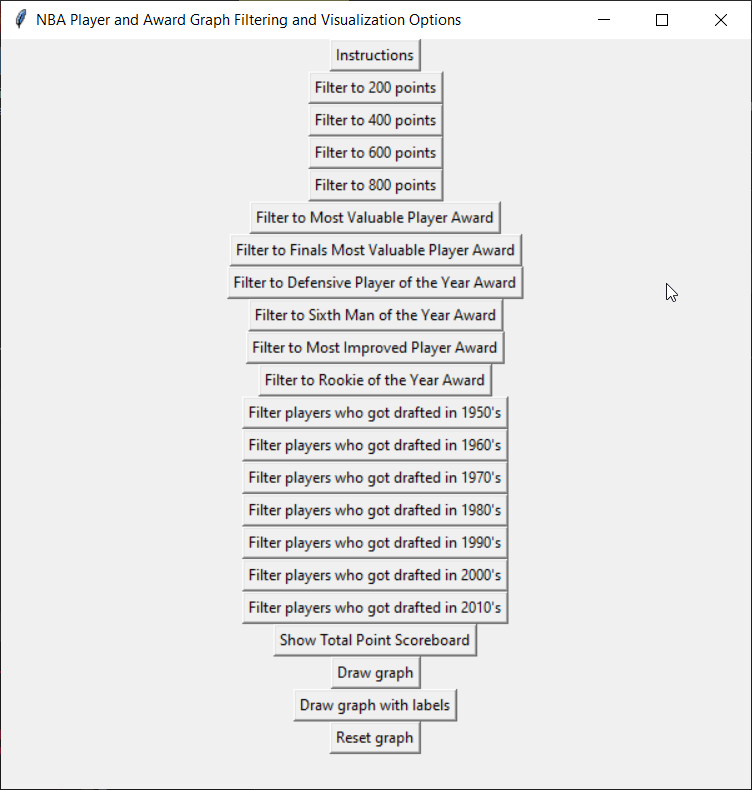 NBA Player and Award Graph Filtering and Visualization Options
Instructions
Filter to 200 points
Filter to 400 points
Filter to 600 points
Filter to 800 points
Filter to Most Valuable Player Award
Filter to Finals Most Valuable Player Award
Filter to Defensive Player of the Year Award
Filter to Sixth Man of the Year Award
Filter to Most Improved Player Award
Filter to Rookie of the Year Award
Filter players who got drafted in 1950's
Filter players who got drafted in 1960's
Filter players who got drafted in 1970's
Filter players who got drafted in 1980's
Filter players who got drafted in 1990's
Filter players who got drafted in 2000's
Filter players who got drafted in 2010's
Show Total Point Scoreboard
Draw graph
Draw graph with labels
Reset graph